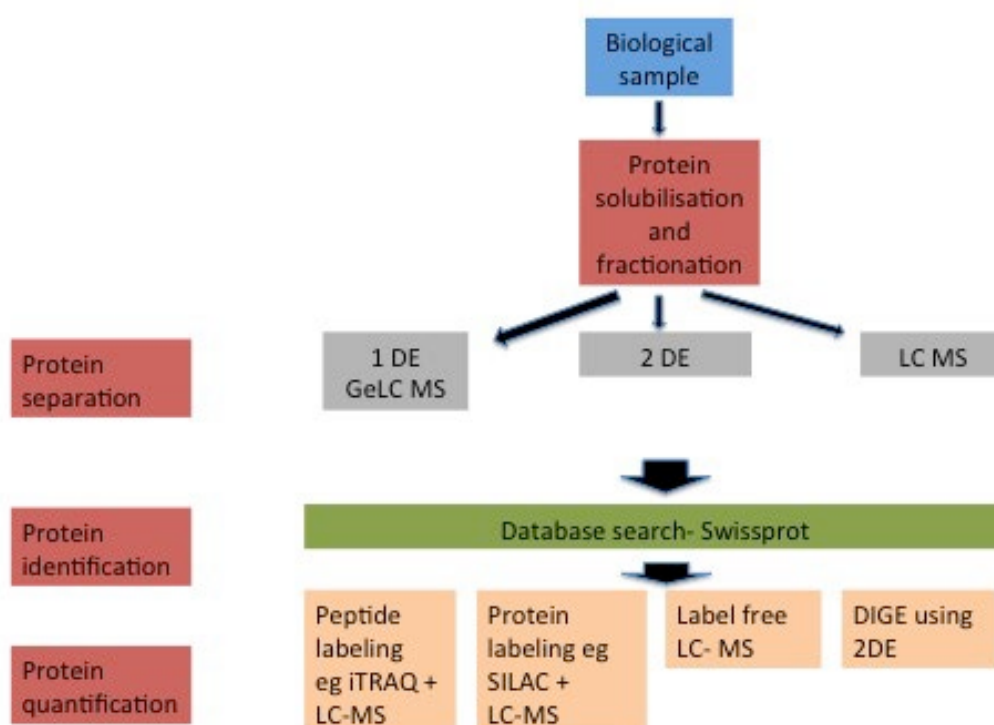 Biological
sample
Protein
solubilisation
and
fractionation
Protein
separation
1 DE
GeLC MS
2 DE
LC MS
Protein
identification
Database search- Swissprot
Protein
quantification
Peptide
labeling
eg iTRAQ +
LC-MS
Protein
labeling eg
SILAC +
LC-MS
Label free
LC- MS
DIGE using
2DE